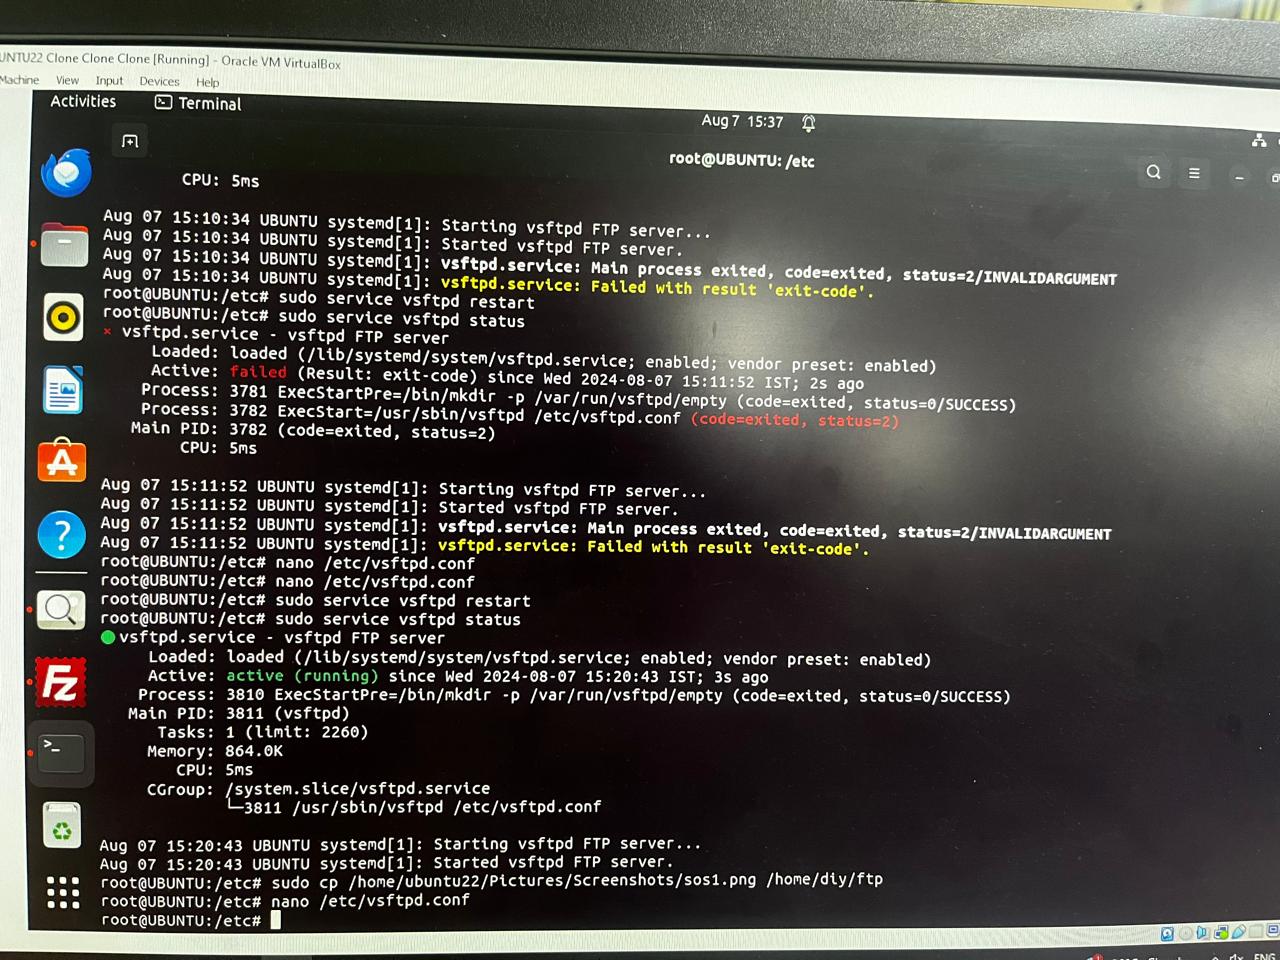 UNTU22 Clone Clone Clone [Running] - Oracle VM VirtualBox
Machine View Input Devices Help
Activities Terminal
Aug 7 15:37
root@UBUNTU: /etc
CPU: 5ms
Aug 07 15:10:34 UBUNTU systemd[1]: Starting vsftpd FTP server...
Aug 07 15:10:34 UBUNTU systemd[1]: Started vsftpd FTP server.
Aug 07 15:10:34 UBUNTU systemd[1]: vsftpd.service: Main process exited, code=exited, status=2/INVALIDARGUMENT
Aug 07 15:10:34 UBUNTU systemd[1]: vsftpd.service: Failed with result 'exit-code'.
root@UBUNTU:/etc# sudo service vsftpd restart
root@UBUNTU:/etc# sudo service vsftpd status
× vsftpd.service - vsftpd FTP server
Loaded: loaded (/lib/systemd/system/vsftpd.service; enabled; vendor preset: enabled)
Active: failed (Result: exit-code) since Wed 2024-08-07 15:11:52 IST; 2s ago
Process: 3781 ExecStartPre=/bin/mkdir -p /var/run/vsftpd/empty (code=exited, status=0/SUCCESS)
Process: 3782 ExecStart=/usr/sbin/vsftpd /etc/vsftpd.conf (code=exited, status=2)
Main PID: 3782 (code=exited, status=2)
CPU: 5ms
Aug 07 15:11:52 UBUNTU systemd[1]: Starting vsftpd FTP server...
Aug 07 15:11:52 UBUNTU systemd[1]: Started vsftpd FTP server.
Aug 07 15:11:52 UBUNTU systemd[1]: vsftpd.service: Main process exited, code=exited, status=2/INVALIDARGUMENT
Aug 07 15:11:52 UBUNTU systemd[1]: vsftpd.service: Failed with result 'exit-code'.
root@UBUNTU:/etc# nano /etc/vsftpd.conf
root@UBUNTU:/etc# nano /etc/vsftpd.conf
root@UBUNTU:/etc# sudo service vsftpd restart
root@UBUNTU:/etc# sudo service vsftpd status
● vsftpd.service - vsftpd FTP server
Loaded: loaded (/lib/systemd/system/vsftpd.service; enabled; vendor preset: enabled)
Active: active (running) since Wed 2024-08-07 15:20:43 IST; 3s ago
Process: 3810 ExecStartPre=/bin/mkdir -p /var/run/vsftpd/empty (code=exited, status=0/SUCCESS)
Main PID: 3811 (vsftpd)
Tasks: 1 (limit: 2260)
Memory: 864.0K
CPU: 5ms
CGroup: /system.slice/vsftpd.service
└─3811 /usr/sbin/vsftpd /etc/vsftpd.conf
Aug 07 15:20:43 UBUNTU systemd[1]: Starting vsftpd FTP server...
Aug 07 15:20:43 UBUNTU systemd[1]: Started vsftpd FTP server.
root@UBUNTU:/etc# sudo cp /home/ubuntu22/Pictures/Screenshots/sos1.png /home/diy/ftp
root@UBUNTU:/etc# nano /etc/vsftpd.conf
root@UBUNTU:/etc#
ENG